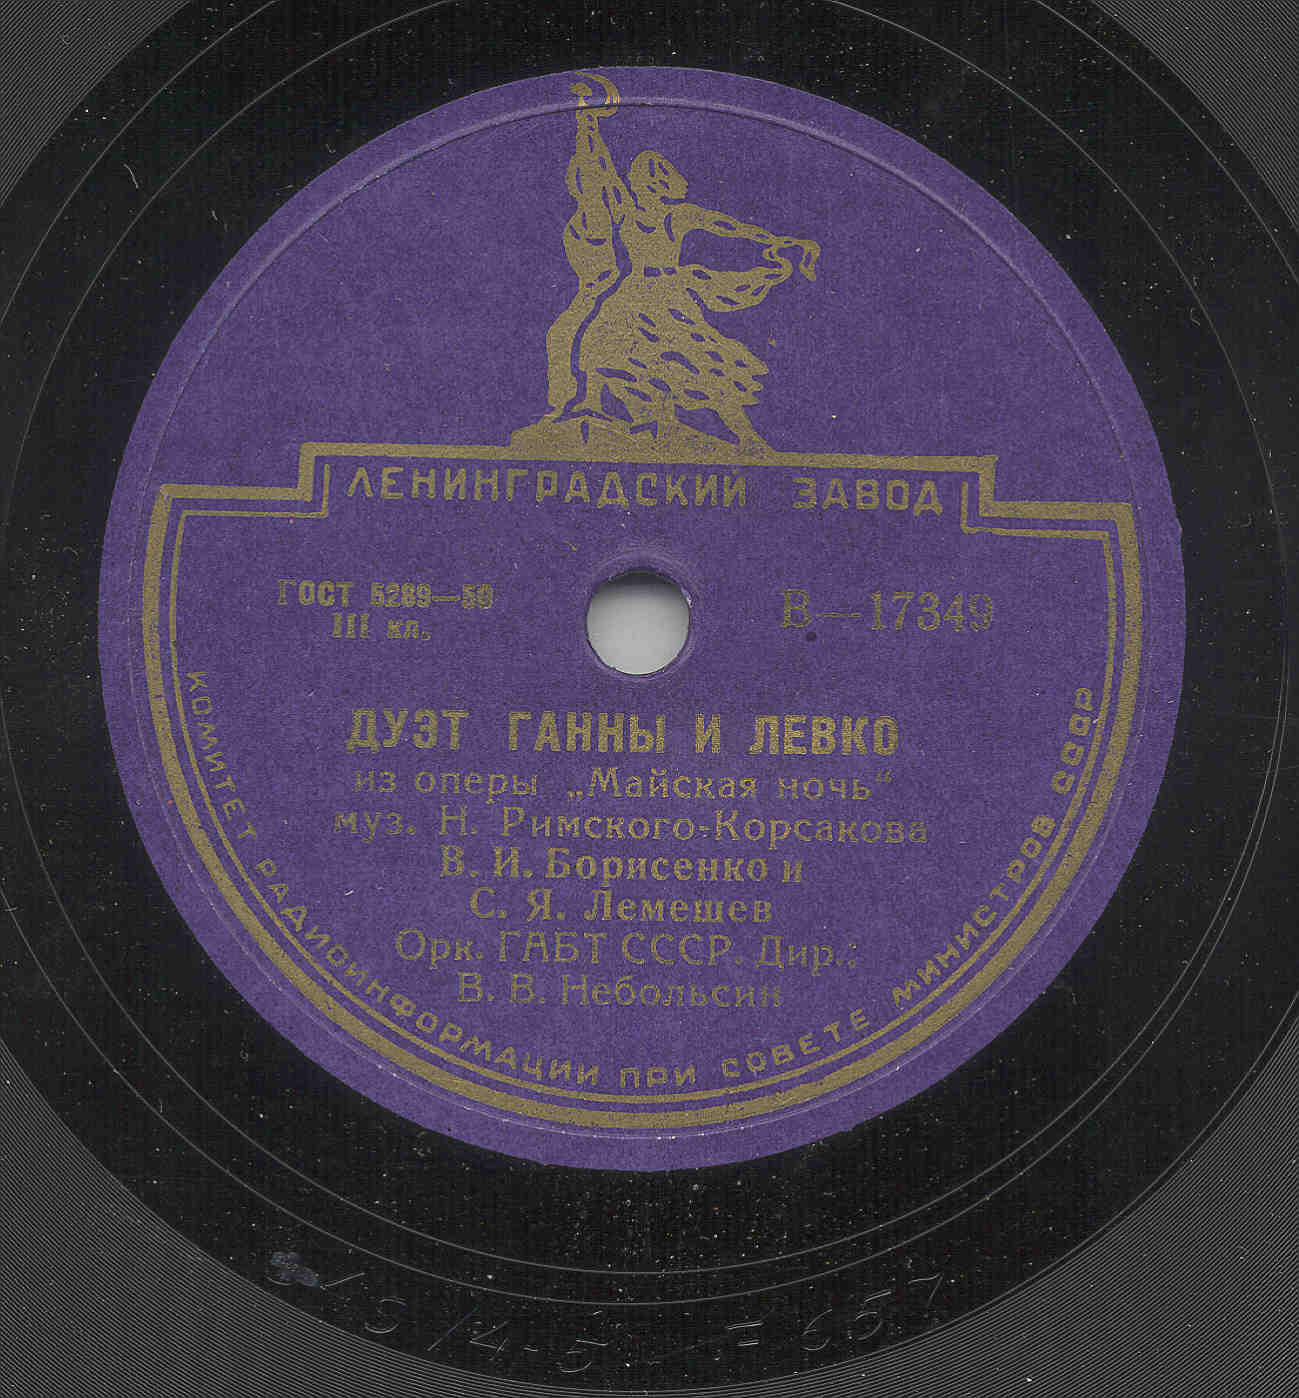 ЛЕНИНГРАДСКИЙ ЗАВОД
ГОСТ 5289—50
III кл.
В—17349
ДУЭТ ГАННЫ И ЛЕВКО
из оперы „Майская ночь“
муз. Н. Римского-Корсакова
В. И. Борисенко и
С. Я. Лемешев
Орк. ГАБТ СССР. Дир.:
В. В. Небольсин
КОМИТЕТ РАДИОИНФОРМАЦИИ ПРИ СОВЕТЕ МИНИСТРОВ СССР